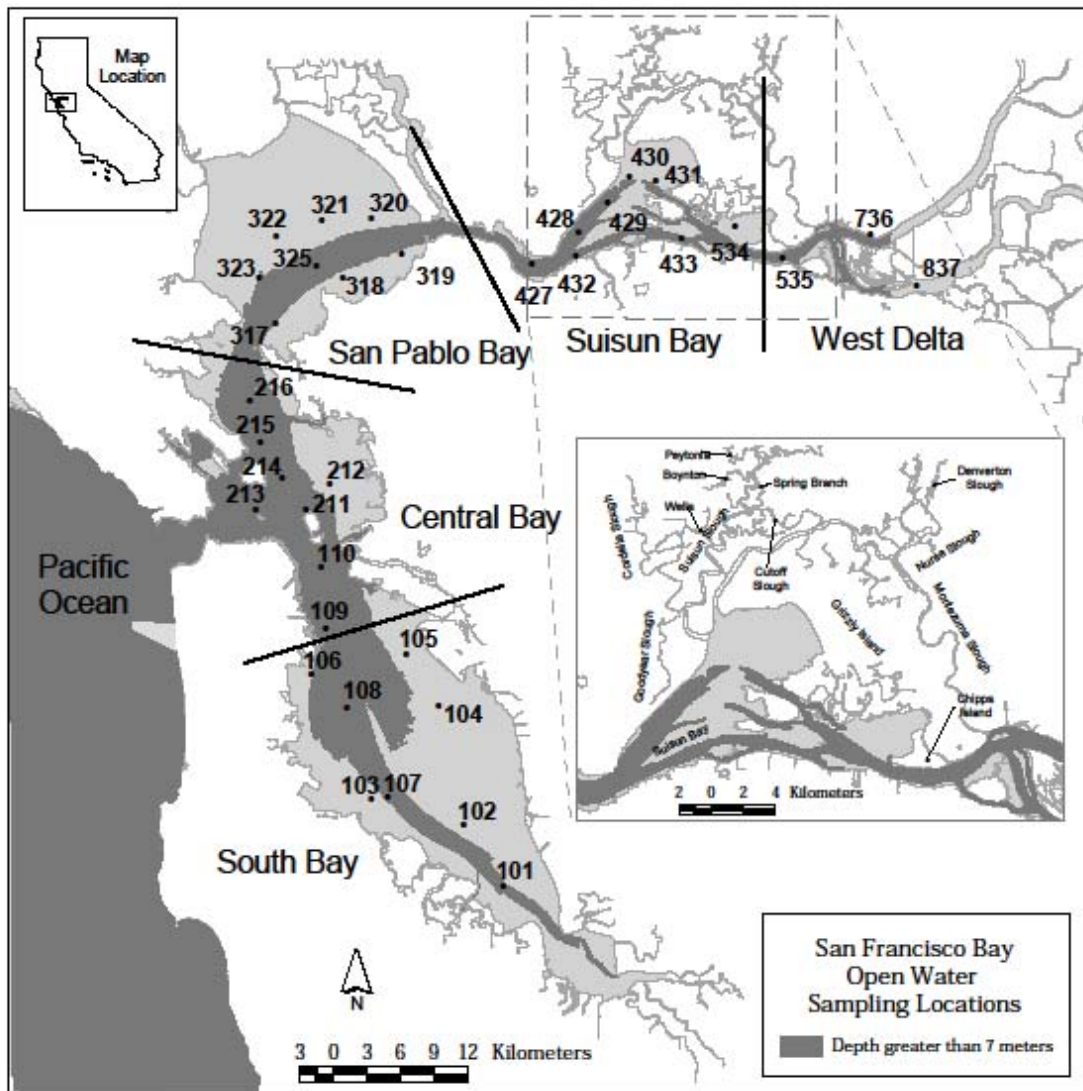 Map
Location
430
431
320
321
322
428
429
736
325
323
319
318
534
432
433
535
837
427
317
San Pablo Bay
Suisun Bay
West Delta
216
215
214
212
213
211
Central Bay
Peytonia
Boynton
Spring Branch
Denverton
Slough
Wells
Cordelia Slough
Suisun Slough
Cutoff
Slough
Nurse Slough
Montezuma Slough
Grizzly Island
Goodyear Slough
Chipps
Island
Suisun Bay
2 0 2 4 Kilometers
Pacific
Ocean
110
109
105
106
108
104
103
107
102
101
South Bay
N
3 0 3 6 9 12 Kilometers
San Francisco Bay
Open Water
Sampling Locations
Depth greater than 7 meters